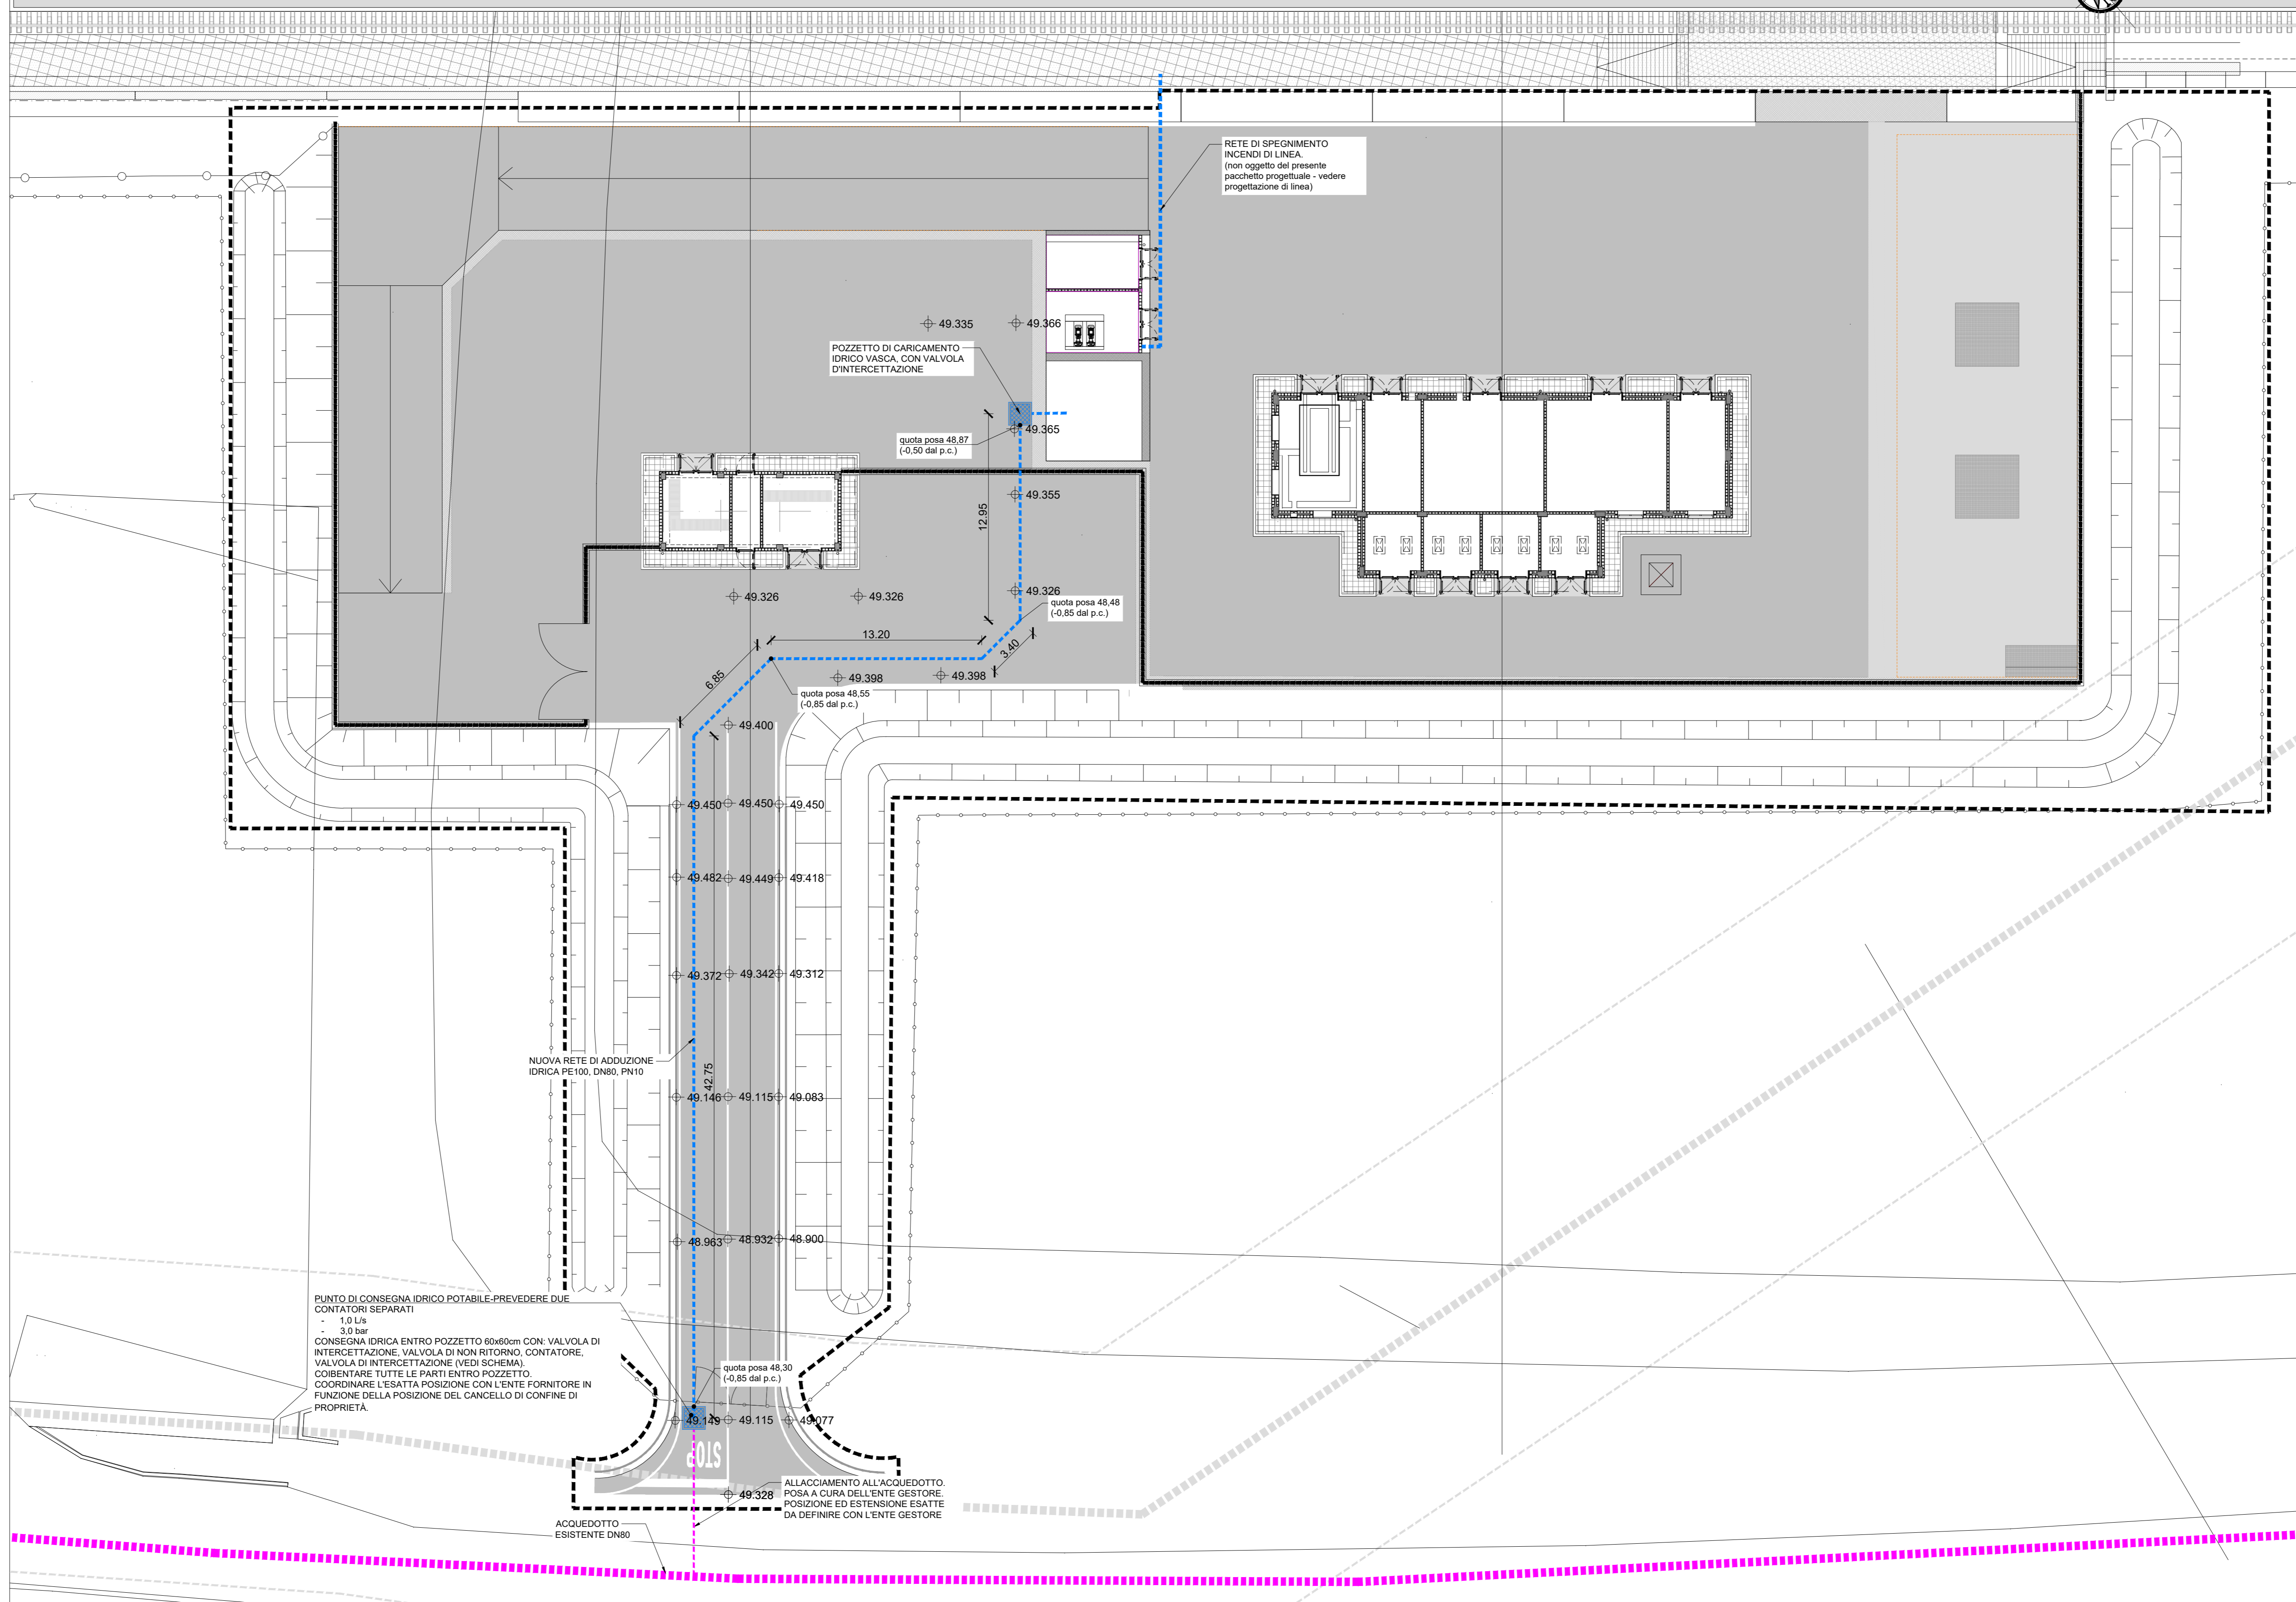 RETE DI SPEGNIMENTO
INCENDI DI LINEA.
(non oggetto del presente
pacchetto progettuale - vedere
progettazione di linea)
49.335
49.366
POZZETTO DI CARICAMENTO
IDRICO VASCA, CON VALVOLA
D'INTERCETTAZIONE
49.365
quota posa 48,87
(-0,50 dal p.c.)
49.355
12.95
49.326
49.326
49.326
quota posa 48,48
(-0,85 dal p.c.)
13.20
3.40
6.85
49.398
49.398
quota posa 48,55
(-0,85 dal p.c.)
49.400
49.450
49.450
49.450
49.482
49.449
49.418
49.372
49.342
49.312
NUOVA RETE DI ADDUZIONE
IDRICA PE100, DN80, PN10
42.75
49.146
49.115
49.083
48.963
48.932
48.900
PUNTO DI CONSEGNA IDRICO POTABILE-PREVEDERE DUE
CONTATORI SEPARATI
- 1,0 L/s
- 3,0 bar
CONSEGNA IDRICA ENTRO POZZETTO 60x60cm CON: VALVOLA DI
INTERCETTAZIONE, VALVOLA DI NON RITORNO, CONTATORE,
VALVOLA DI INTERCETTAZIONE (VEDI SCHEMA).
COIBENTARE TUTTE LE PARTI ENTRO POZZETTO.
COORDINARE L'ESATTA POSIZIONE CON L'ENTE FORNITORE IN
FUNZIONE DELLA POSIZIONE DEL CANCELLO DI CONFINE DI
PROPRIETÀ.
quota posa 48,30
(-0,85 dal p.c.)
49.149
49.115
49.077
STOP
49.328
ALLACCIAMENTO ALL'ACQUEDOTTO.
POSA A CURA DELL'ENTE GESTORE.
POSIZIONE ED ESTENSIONE ESATTE
DA DEFINIRE CON L'ENTE GESTORE
ACQUEDOTTO
ESISTENTE DN80